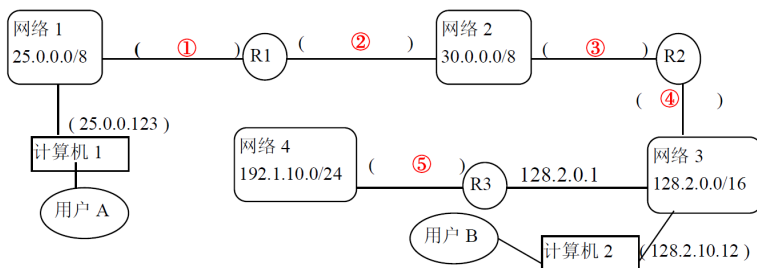 网络 1
25.0.0.0/8
( ① )
R1
( ② )
网络 2
30.0.0.0/8
( ③ )
R2
( ④ )
( 25.0.0.123 )
计算机 1
用户 A
网络 4
192.1.10.0/24
( ⑤ )
R3
128.2.0.1
网络 3
128.2.0.0/16
用户 B
计算机 2
( 128.2.10.12 )